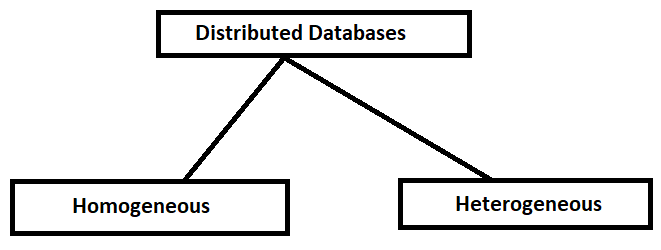 Distributed Databases
Homogeneous
Heterogeneous